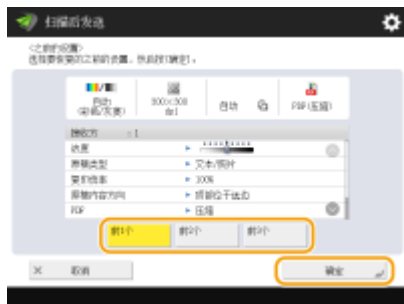 扫描后发送
<之前的设置>
选择要恢复的之前的设置，然后按[确定]。
自动
(彩色/灰度)
300×300
dpi
自动
PDF(压缩)
接收方 : 1
浓度
原稿类型 ▶ 文本/照片
复印倍率 ▶ 100%
原稿内容方向 ▶ 顶部位于远边
PDF ▶ 压缩
前1个 前2个 前3个
× 取消 确定